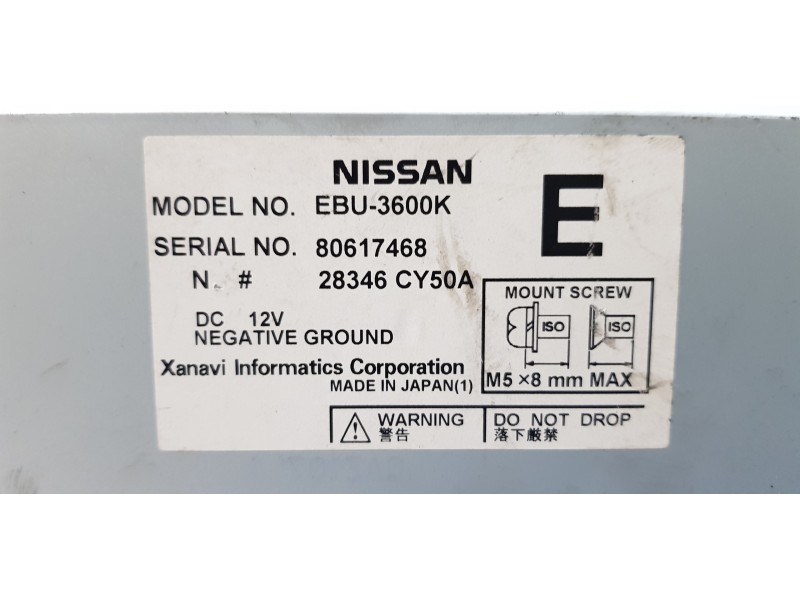 NISSAN
E
MODEL NO. EBU-3600K
SERIAL NO. 80617468
# 28346 CY50A
DC 12V
NEGATIVE GROUND
Xanavi Informatics Corporation
MADE IN JAPAN(1)
MOUNT SCREW
ISO ISO
M5 ×8 mm MAX
WARNING
警告
DO NOT DROP
落下厳禁